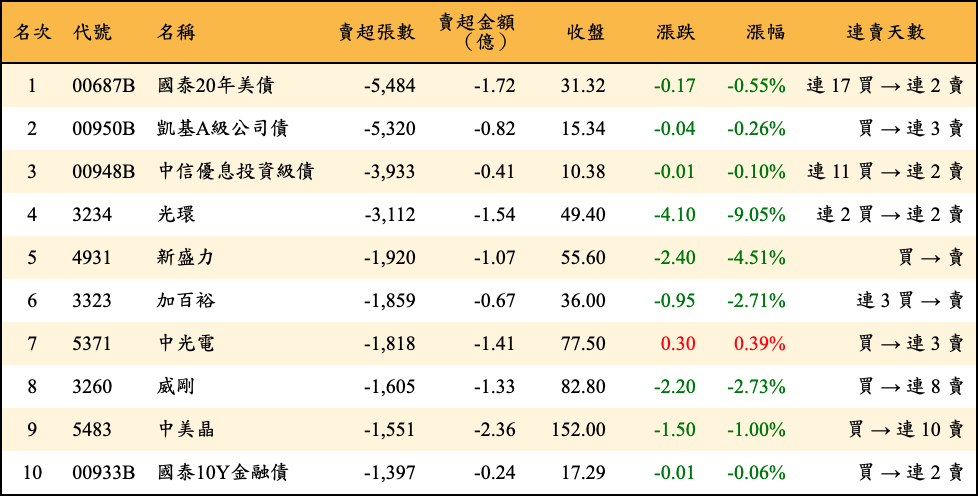 名次 代號 名稱 賣超張數 賣超金額（億） 收盤 漲跌 漲幅 連賣天數
1 00687B 國泰20年美債 -5,484 -1.72 31.32 -0.17 -0.55% 連 17 買 → 連 2 賣
2 00950B 凱基A級公司債 -5,320 -0.82 15.34 -0.04 -0.26% 買 → 連 3 賣
3 00948B 中信優息投資級債 -3,933 -0.41 10.38 -0.01 -0.10% 連 11 買 → 連 2 賣
4 3234 光環 -3,112 -1.54 49.40 -4.10 -9.05% 連 2 買 → 連 2 賣
5 4931 新盛力 -1,920 -1.07 55.60 -2.40 -4.51% 買 → 賣
6 3323 加百裕 -1,859 -0.67 36.00 -0.95 -2.71% 連 3 買 → 賣
7 5371 中光電 -1,818 -1.41 77.50 0.30 0.39% 買 → 連 3 賣
8 3260 威剛 -1,605 -1.33 82.80 -2.20 -2.73% 買 → 連 8 賣
9 5483 中美晶 -1,551 -2.36 152.00 -1.50 -1.00% 買 → 連 10 賣
10 00933B 國泰10Y金融債 -1,397 -0.24 17.29 -0.01 -0.06% 買 → 連 2 賣